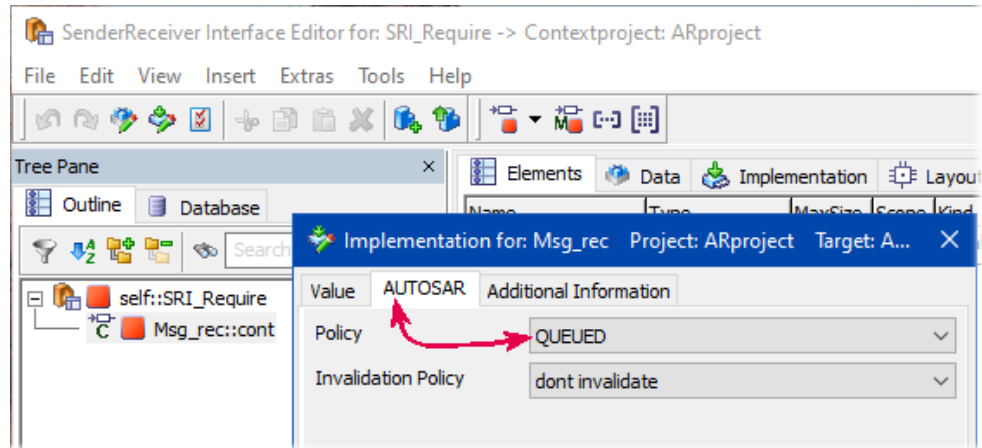 SenderReceiver Interface Editor for: SRI_Require -> Contextproject: ARproject
File Edit View Insert Extras Tools Help
Tree Pane
Elements Data Implementation Layout
Outline Database
Name Type MaxSize Scope Kind
Search
Implementation for: Msg_rec Project: ARproject Target: A...
self::SRI_Require
Msg_rec::cont
Value AUTOSAR Additional Information
Policy QUEUED
Invalidation Policy dont invalidate